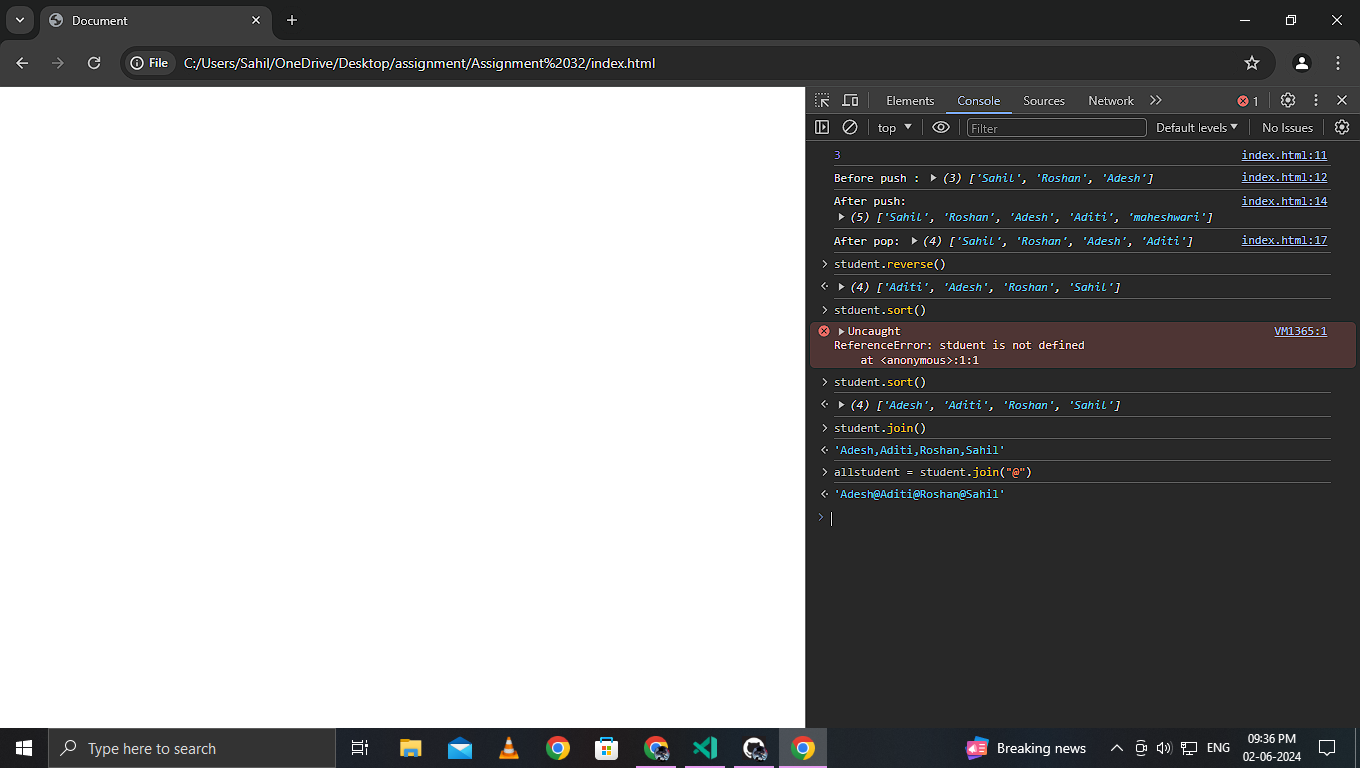 Document
File
C:/Users/Sahil/OneDrive/Desktop/assignment/Assignment%2032/index.html
Elements
Console
Sources
Network
1
top
Filter
Default levels
No Issues
3 index.html:11
Before push : (3) ['Sahil', 'Roshan', 'Adesh'] index.html:12
After push: index.html:14
(5) ['Sahil', 'Roshan', 'Adesh', 'Aditi', 'maheshwari']
After pop: (4) ['Sahil', 'Roshan', 'Adesh', 'Aditi'] index.html:17
student.reverse()
(4) ['Aditi', 'Adesh', 'Roshan', 'Sahil']
stduent.sort()
Uncaught VM1365:1
ReferenceError: stduent is not defined
at <anonymous>:1:1
student.sort()
(4) ['Adesh', 'Aditi', 'Roshan', 'Sahil']
student.join()
'Adesh,Aditi,Roshan,Sahil'
allstudent = student.join("@")
'Adesh@Aditi@Roshan@Sahil'
Type here to search
Breaking news
ENG
09:36 PM
02-06-2024